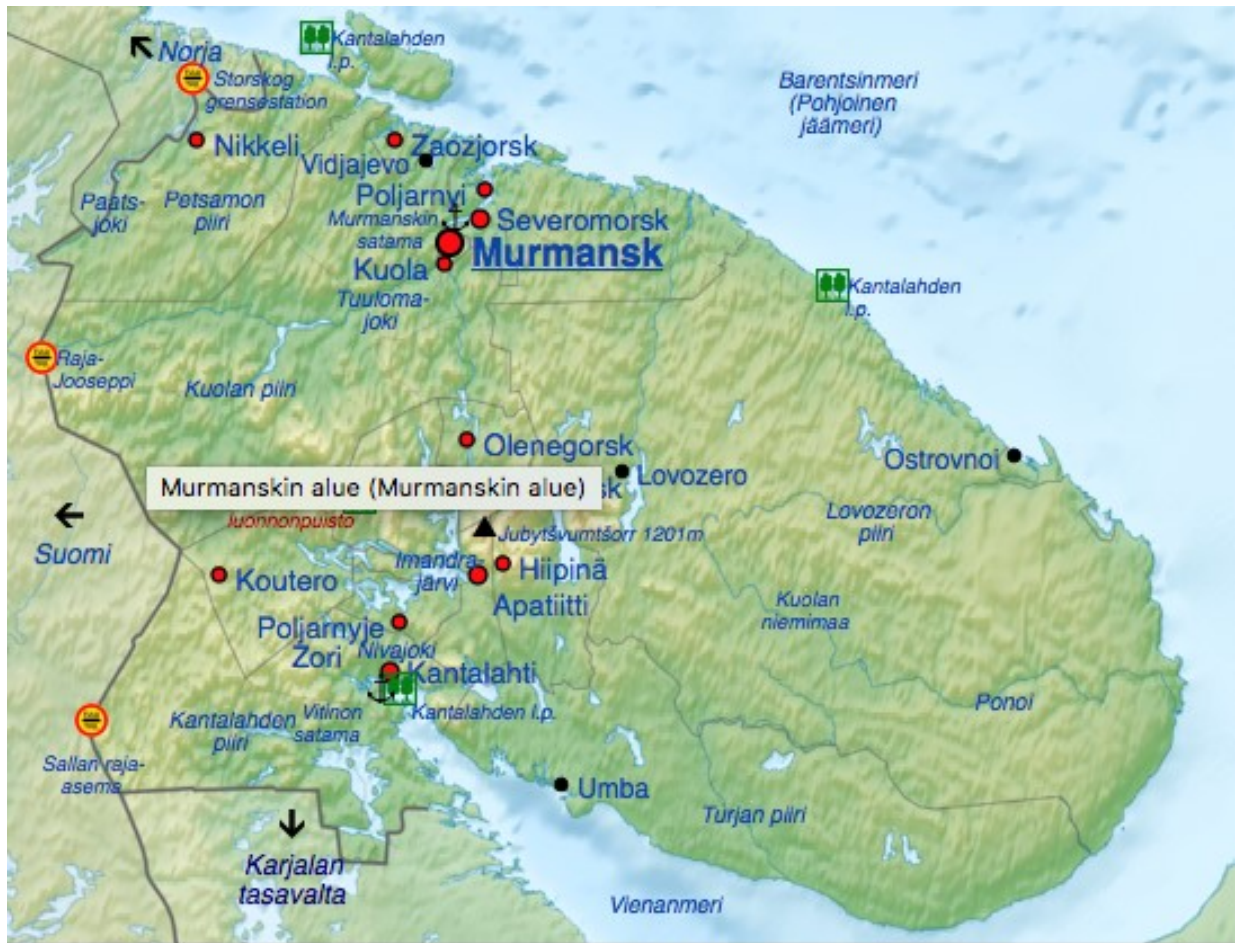 Norja
Kantalahden
l.p.
Storskog
grensestation
Barentsinmeri
(Pohjoinen
jäämeri)
Nikkeli
Zaozjorsk
Vidjajevo
Paats-
joki
Petsamon
piiri
Poljarnyi
Murmanskin
satama
Severomorsk
Murmansk
Kuola
Tuuloma-
joki
Kantalahden
l.p.
Raja-
Jooseppi
Kuolan piiri
Olenegorsk
Ostrovnoi
Lovozero
Murmanskin alue (Murmanskin alue)
sk
luonnonpuisto
Lovozeron
piiri
Suomi
Jubytšvumtšorr 1201m
Imandra-
järvi
Hiipinä
Koutero
Apatiitti
Kuolan
niemimaa
Poljarnyje
Zori
Nivajoki
Kantalahti
Kantalahden l.p.
Vitinon
satama
Kantalahden
piiri
Ponoi
Sallan raja-
asema
Umba
Turjan piiri
Karjalan
tasavalta
Vienanmeri